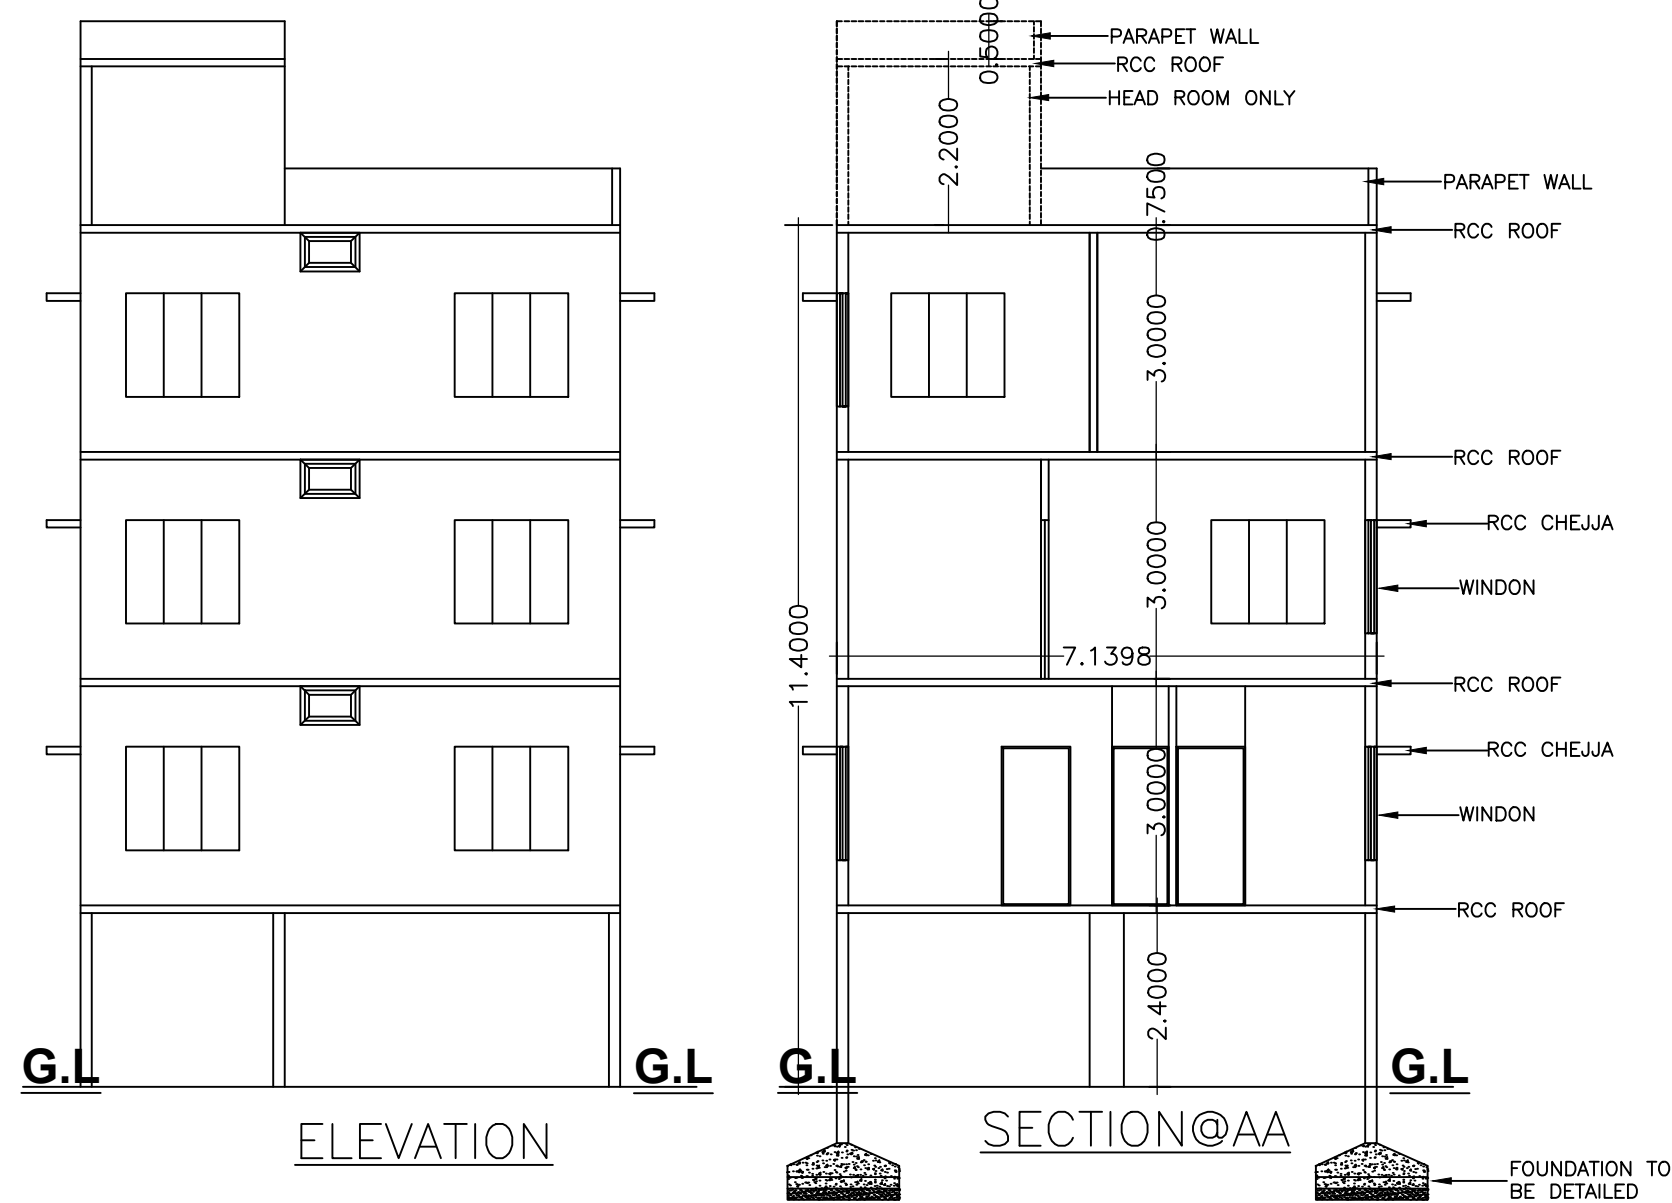 0.5000
PARAPET WALL
RCC ROOF
HEAD ROOM ONLY
2.2000
0.7500
PARAPET WALL
RCC ROOF
3.0000
RCC ROOF
RCC CHEJJA
3.0000
WINDON
11.4000
7.1398
RCC ROOF
RCC CHEJJA
3.0000
WINDON
RCC ROOF
2.4000
G.L
G.L
G.L
G.L
ELEVATION
SECTION@AA
FOUNDATION TO
BE DETAILED